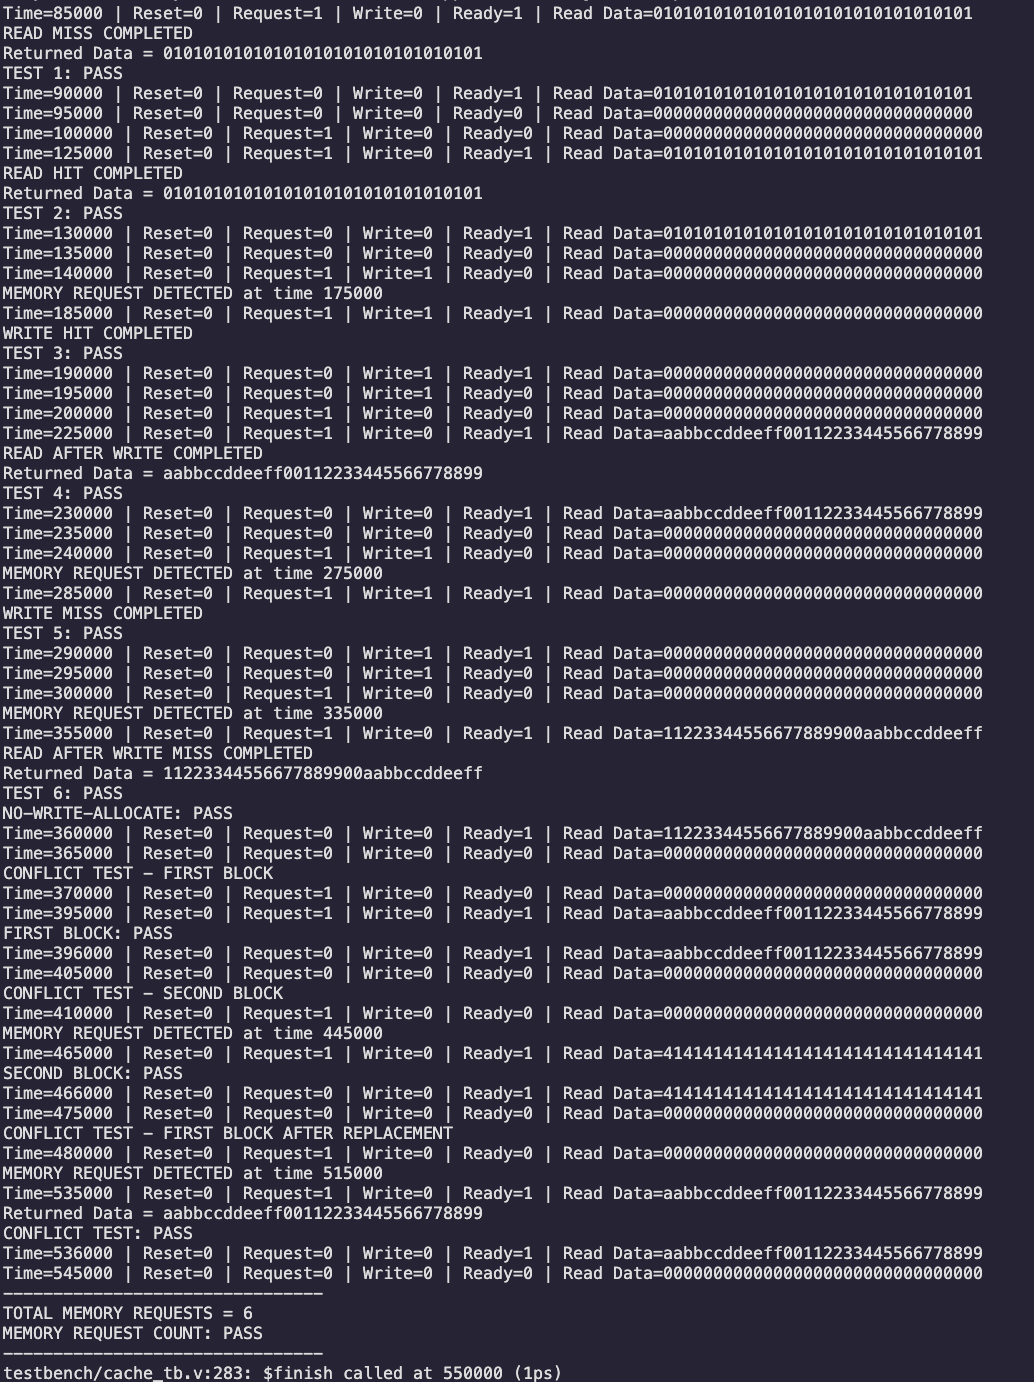 Time=85000 | Reset=0 | Request=1 | Write=0 | Ready=1 | Read Data=01010101010101010101010101010101
READ MISS COMPLETED
Returned Data = 01010101010101010101010101010101
TEST 1: PASS
Time=90000 | Reset=0 | Request=0 | Write=0 | Ready=1 | Read Data=01010101010101010101010101010101
Time=95000 | Reset=0 | Request=0 | Write=0 | Ready=0 | Read Data=00000000000000000000000000000000
Time=100000 | Reset=0 | Request=1 | Write=0 | Ready=0 | Read Data=00000000000000000000000000000000
Time=125000 | Reset=0 | Request=1 | Write=0 | Ready=1 | Read Data=01010101010101010101010101010101
READ HIT COMPLETED
Returned Data = 01010101010101010101010101010101
TEST 2: PASS
Time=130000 | Reset=0 | Request=0 | Write=0 | Ready=1 | Read Data=01010101010101010101010101010101
Time=135000 | Reset=0 | Request=0 | Write=0 | Ready=0 | Read Data=00000000000000000000000000000000
Time=140000 | Reset=0 | Request=1 | Write=1 | Ready=0 | Read Data=00000000000000000000000000000000
MEMORY REQUEST DETECTED at time 175000
Time=185000 | Reset=0 | Request=1 | Write=1 | Ready=1 | Read Data=00000000000000000000000000000000
WRITE HIT COMPLETED
TEST 3: PASS
Time=190000 | Reset=0 | Request=0 | Write=1 | Ready=1 | Read Data=00000000000000000000000000000000
Time=195000 | Reset=0 | Request=0 | Write=1 | Ready=0 | Read Data=00000000000000000000000000000000
Time=200000 | Reset=0 | Request=1 | Write=0 | Ready=0 | Read Data=00000000000000000000000000000000
Time=225000 | Reset=0 | Request=1 | Write=0 | Ready=1 | Read Data=aabbccddeeff00112233445566778899
READ AFTER WRITE COMPLETED
Returned Data = aabbccddeeff00112233445566778899
TEST 4: PASS
Time=230000 | Reset=0 | Request=0 | Write=0 | Ready=1 | Read Data=aabbccddeeff00112233445566778899
Time=235000 | Reset=0 | Request=0 | Write=0 | Ready=0 | Read Data=00000000000000000000000000000000
Time=240000 | Reset=0 | Request=1 | Write=1 | Ready=0 | Read Data=00000000000000000000000000000000
MEMORY REQUEST DETECTED at time 275000
Time=285000 | Reset=0 | Request=1 | Write=1 | Ready=1 | Read Data=00000000000000000000000000000000
WRITE MISS COMPLETED
TEST 5: PASS
Time=290000 | Reset=0 | Request=0 | Write=1 | Ready=1 | Read Data=00000000000000000000000000000000
Time=295000 | Reset=0 | Request=0 | Write=1 | Ready=0 | Read Data=00000000000000000000000000000000
Time=300000 | Reset=0 | Request=1 | Write=0 | Ready=0 | Read Data=00000000000000000000000000000000
MEMORY REQUEST DETECTED at time 335000
Time=355000 | Reset=0 | Request=1 | Write=0 | Ready=1 | Read Data=11223344556677889900aabbccddeeff
READ AFTER WRITE MISS COMPLETED
Returned Data = 11223344556677889900aabbccddeeff
TEST 6: PASS
NO-WRITE-ALLOCATE: PASS
Time=360000 | Reset=0 | Request=0 | Write=0 | Ready=1 | Read Data=11223344556677889900aabbccddeeff
Time=365000 | Reset=0 | Request=0 | Write=0 | Ready=0 | Read Data=00000000000000000000000000000000
CONFLICT TEST - FIRST BLOCK
Time=370000 | Reset=0 | Request=1 | Write=0 | Ready=0 | Read Data=00000000000000000000000000000000
Time=395000 | Reset=0 | Request=1 | Write=0 | Ready=1 | Read Data=aabbccddeeff00112233445566778899
FIRST BLOCK: PASS
Time=396000 | Reset=0 | Request=0 | Write=0 | Ready=1 | Read Data=aabbccddeeff00112233445566778899
Time=405000 | Reset=0 | Request=0 | Write=0 | Ready=0 | Read Data=00000000000000000000000000000000
CONFLICT TEST - SECOND BLOCK
Time=410000 | Reset=0 | Request=1 | Write=0 | Ready=0 | Read Data=00000000000000000000000000000000
MEMORY REQUEST DETECTED at time 445000
Time=465000 | Reset=0 | Request=1 | Write=0 | Ready=1 | Read Data=41414141414141414141414141414141
SECOND BLOCK: PASS
Time=466000 | Reset=0 | Request=0 | Write=0 | Ready=1 | Read Data=41414141414141414141414141414141
Time=475000 | Reset=0 | Request=0 | Write=0 | Ready=0 | Read Data=00000000000000000000000000000000
CONFLICT TEST - FIRST BLOCK AFTER REPLACEMENT
Time=480000 | Reset=0 | Request=1 | Write=0 | Ready=0 | Read Data=00000000000000000000000000000000
MEMORY REQUEST DETECTED at time 515000
Time=535000 | Reset=0 | Request=1 | Write=0 | Ready=1 | Read Data=aabbccddeeff00112233445566778899
Returned Data = aabbccddeeff00112233445566778899
CONFLICT TEST: PASS
Time=536000 | Reset=0 | Request=0 | Write=0 | Ready=1 | Read Data=aabbccddeeff00112233445566778899
Time=545000 | Reset=0 | Request=0 | Write=0 | Ready=0 | Read Data=00000000000000000000000000000000
--------------------------------
TOTAL MEMORY REQUESTS = 6
MEMORY REQUEST COUNT: PASS
--------------------------------
testbench/cache_tb.v:283: $finish called at 550000 (1ps)